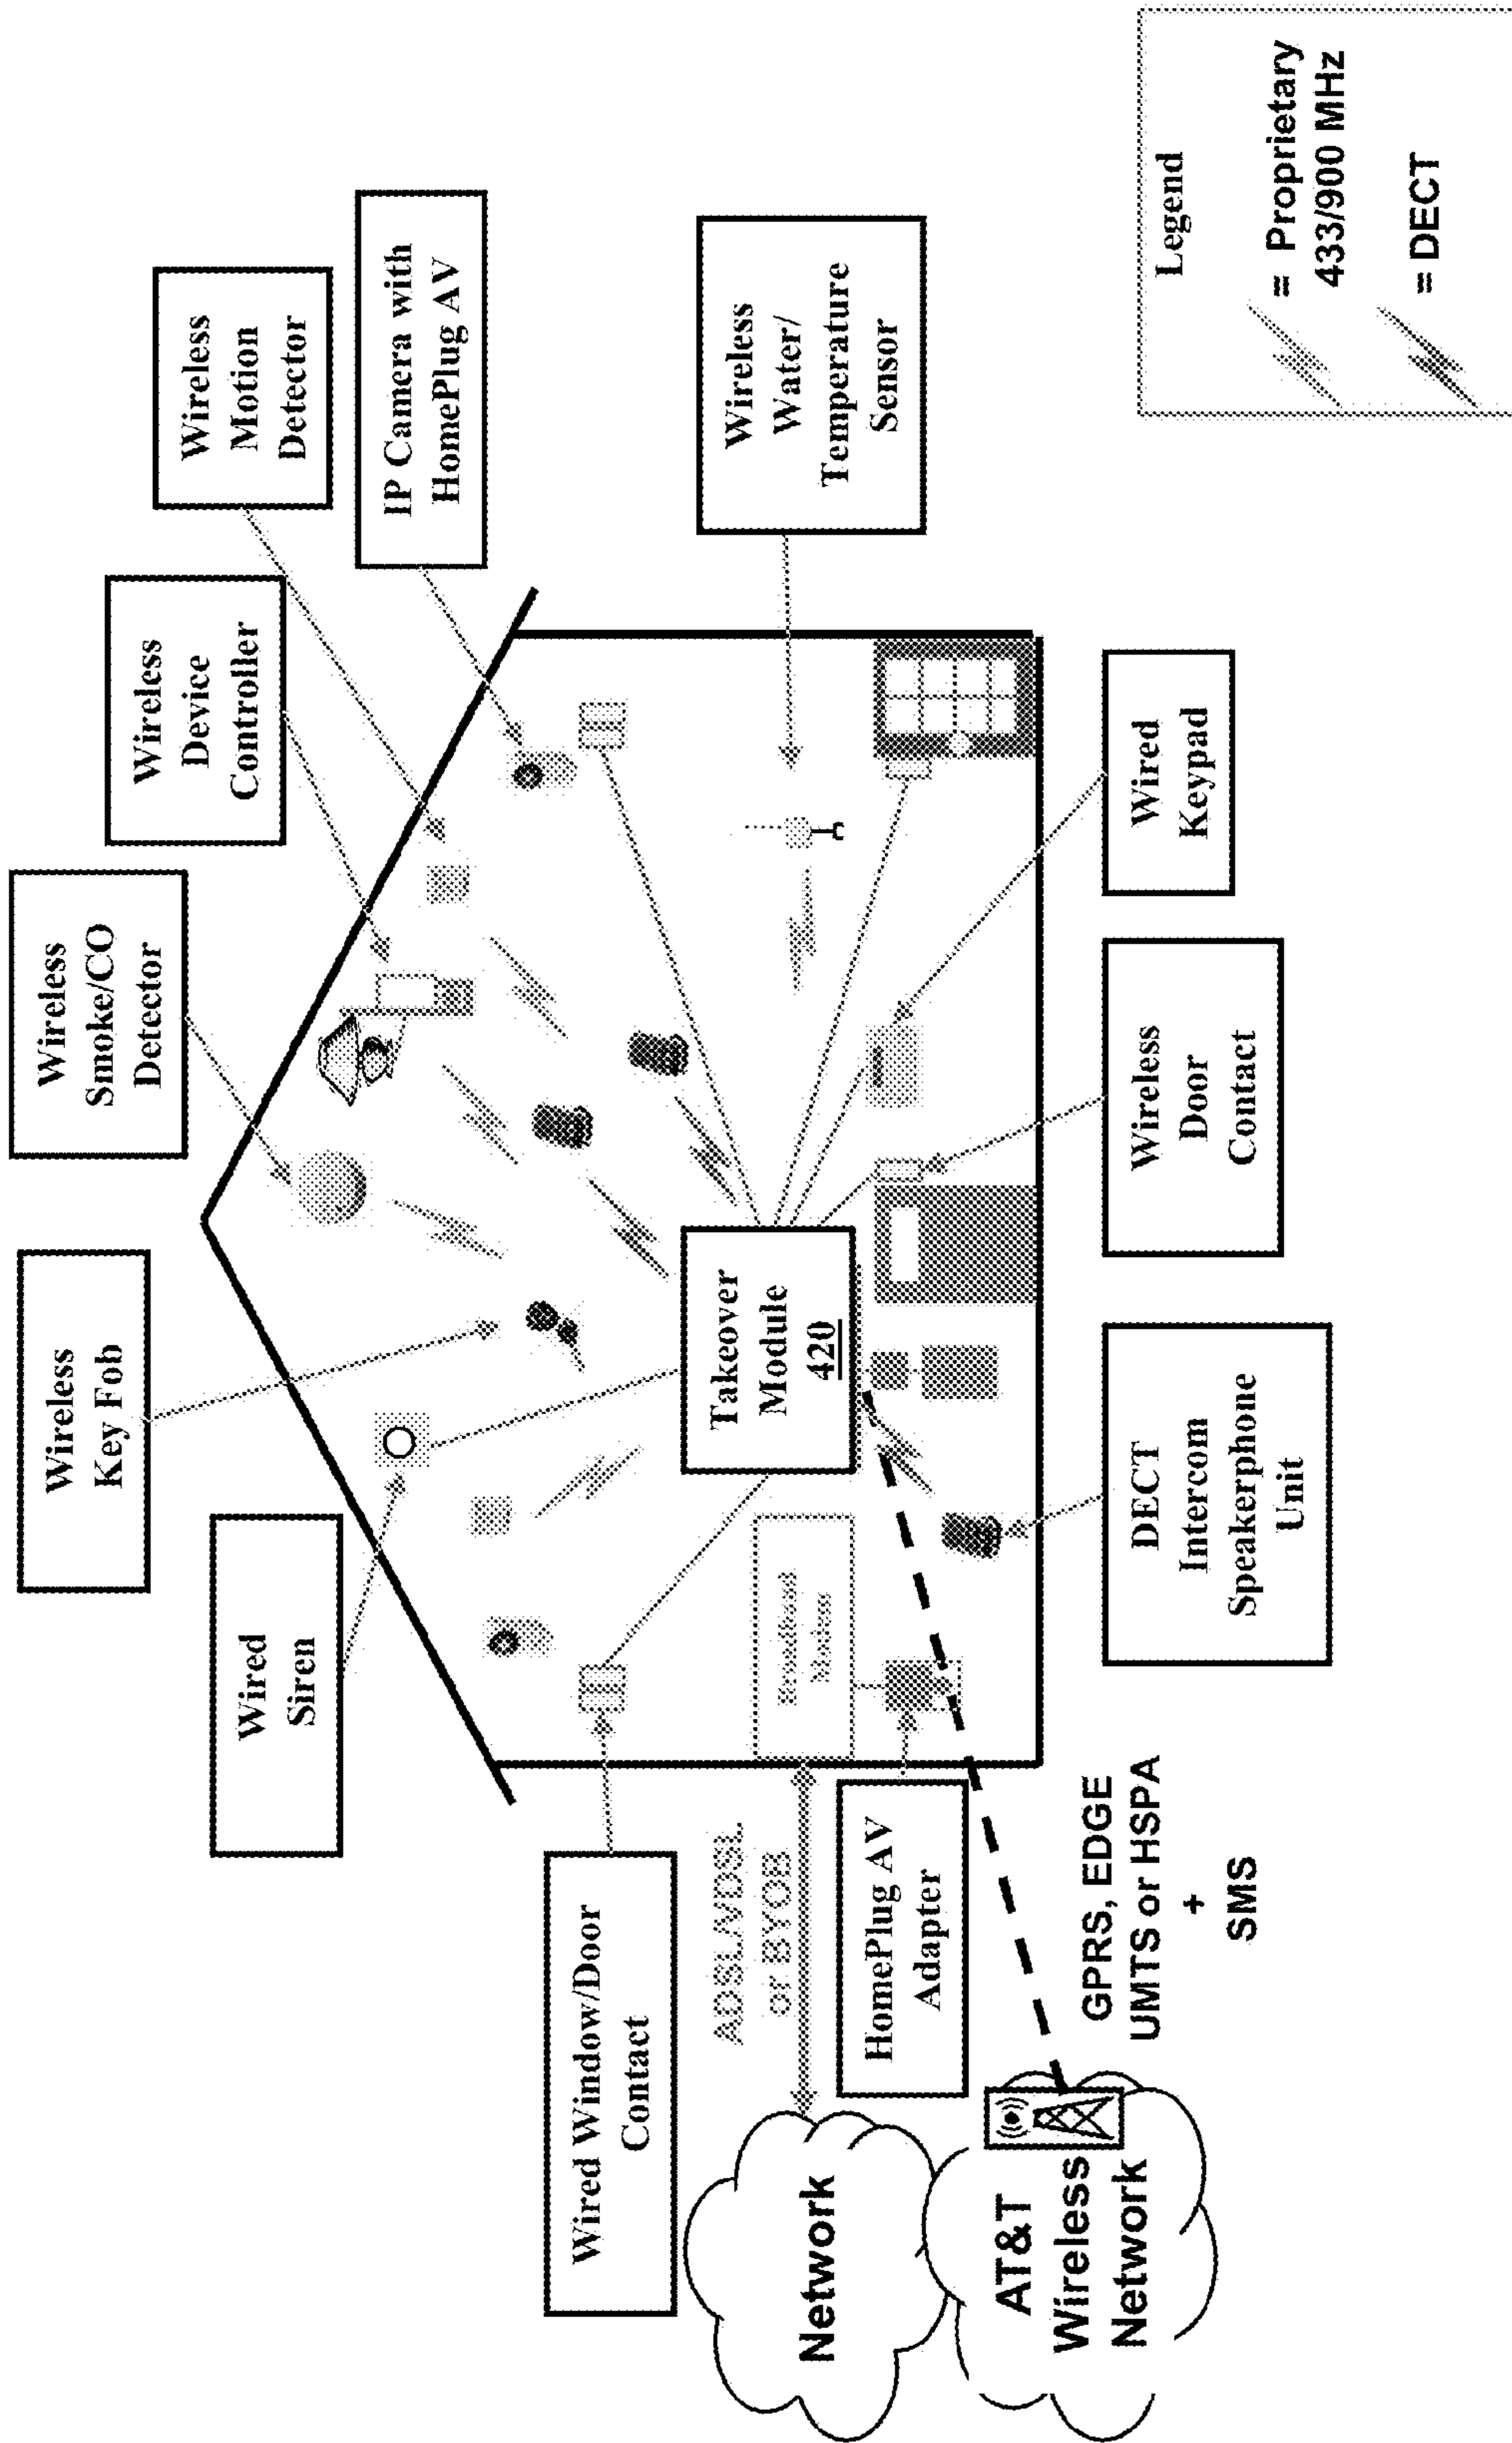 Wireless
Key Fob
Wireless
Smoke/CO
Detector
Wireless
Device
Controller
Wireless
Motion
Detector
Wired
Siren
IP Camera with
HomePlug AV
Wired Window/Door
Contact
ADSL/VDSL
or BYOB
Network
Takeover
Module
420
Broadband
Modem
Wireless
Water/
Temperature
Sensor
HomePlug AV
Adapter
AT&T
Wireless
Network
GPRS, EDGE
UMTS or HSPA
+
SMS
DECT
Intercom
Speakerphone
Unit
Wireless
Door
Contact
Wired
Keypad
Legend
= Proprietary
433/900 MHz
= DECT